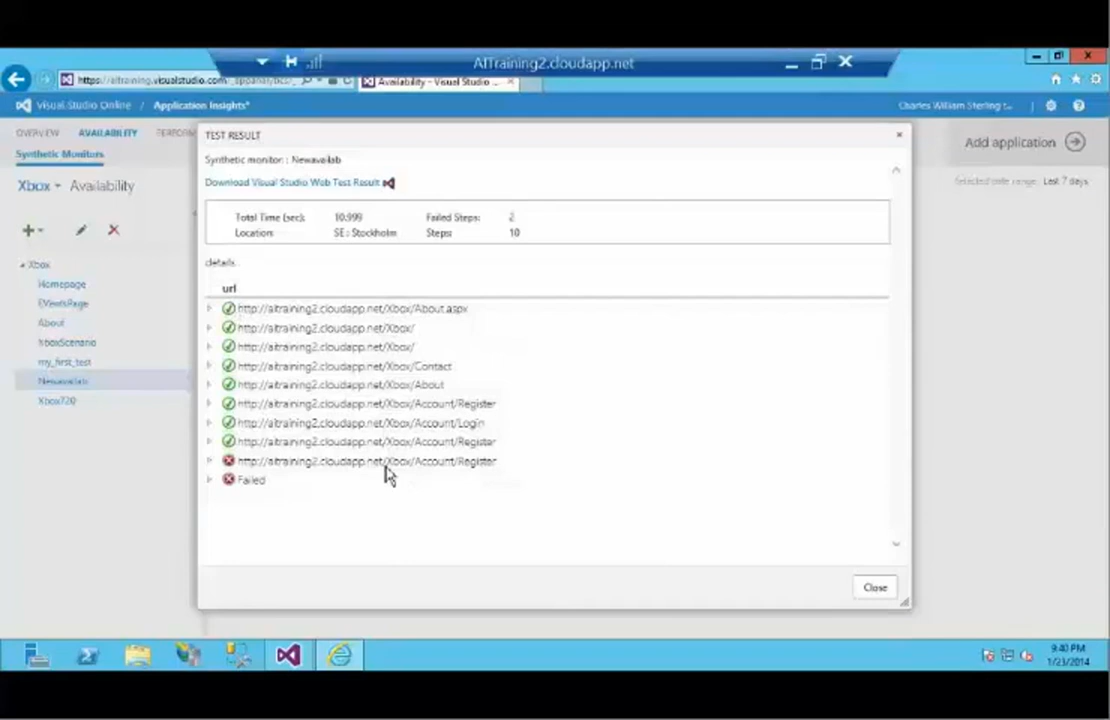 AITraining2.cloudapp.net
Availability - Visual Studio ...
Visual Studio Online / Application Insights*
Charles William Sterling (...
OVERVIEW AVAILABILITY PERFORM
TEST RESULT
Add application
Synthetic Monitors
Synthetic monitor : Newavailab
Download Visual Studio Web Test Result
Selected date range: Last 7 days
Xbox Availability
Total Time (sec): 10.999 Failed Steps: 2
Location: SE : Stockholm Steps: 10
details
Xbox
url
Homepage
EVentsPage
About
XboxScenario
my_first_test
Newavailab
Xbox720
http://aitraining2.cloudapp.net/Xbox/About.aspx
http://aitraining2.cloudapp.net/Xbox/
http://aitraining2.cloudapp.net/Xbox/
http://aitraining2.cloudapp.net/Xbox/Contact
http://aitraining2.cloudapp.net/Xbox/About
http://aitraining2.cloudapp.net/Xbox/Account/Register
http://aitraining2.cloudapp.net/Xbox/Account/Login
http://aitraining2.cloudapp.net/Xbox/Account/Register
http://aitraining2.cloudapp.net/Xbox/Account/Register
Failed
Close
9:40 PM
1/23/2014